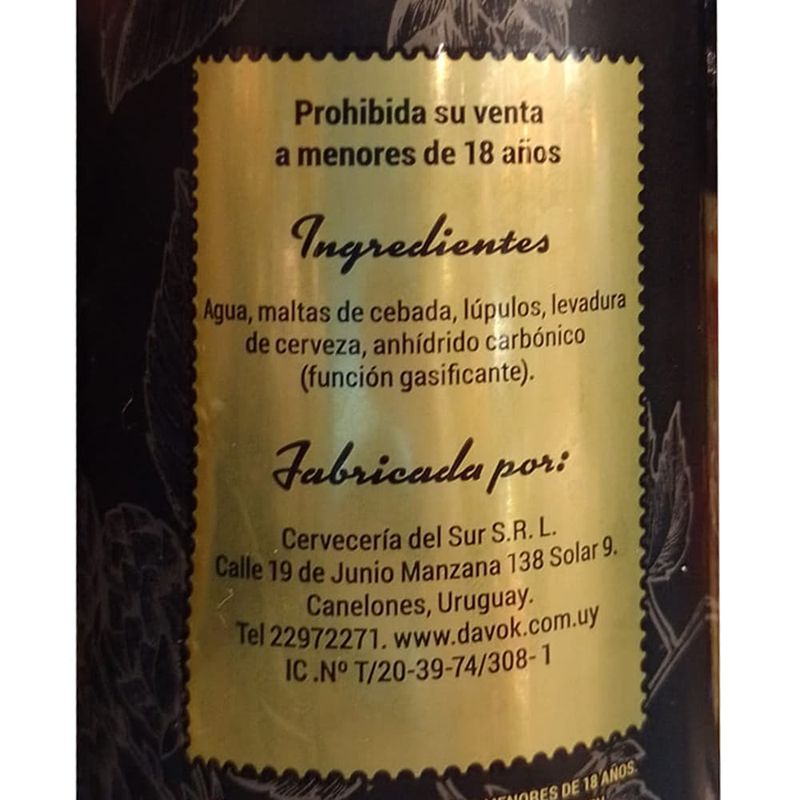 Prohibida su venta
a menores de 18 años
Ingredientes
Agua, maltas de cebada, lúpulos, levadura
de cerveza, anhídrido carbónico
(función gasificante).
Fabricada por:
Cervecería del Sur S.R. L.
Calle 19 de Junio Manzana 138 Solar 9.
Canelones, Uruguay.
Tel 22972271. www.davok.com.uy
IC .Nº T/20-39-74/308- 1
MENORES DE 18 AÑOS.